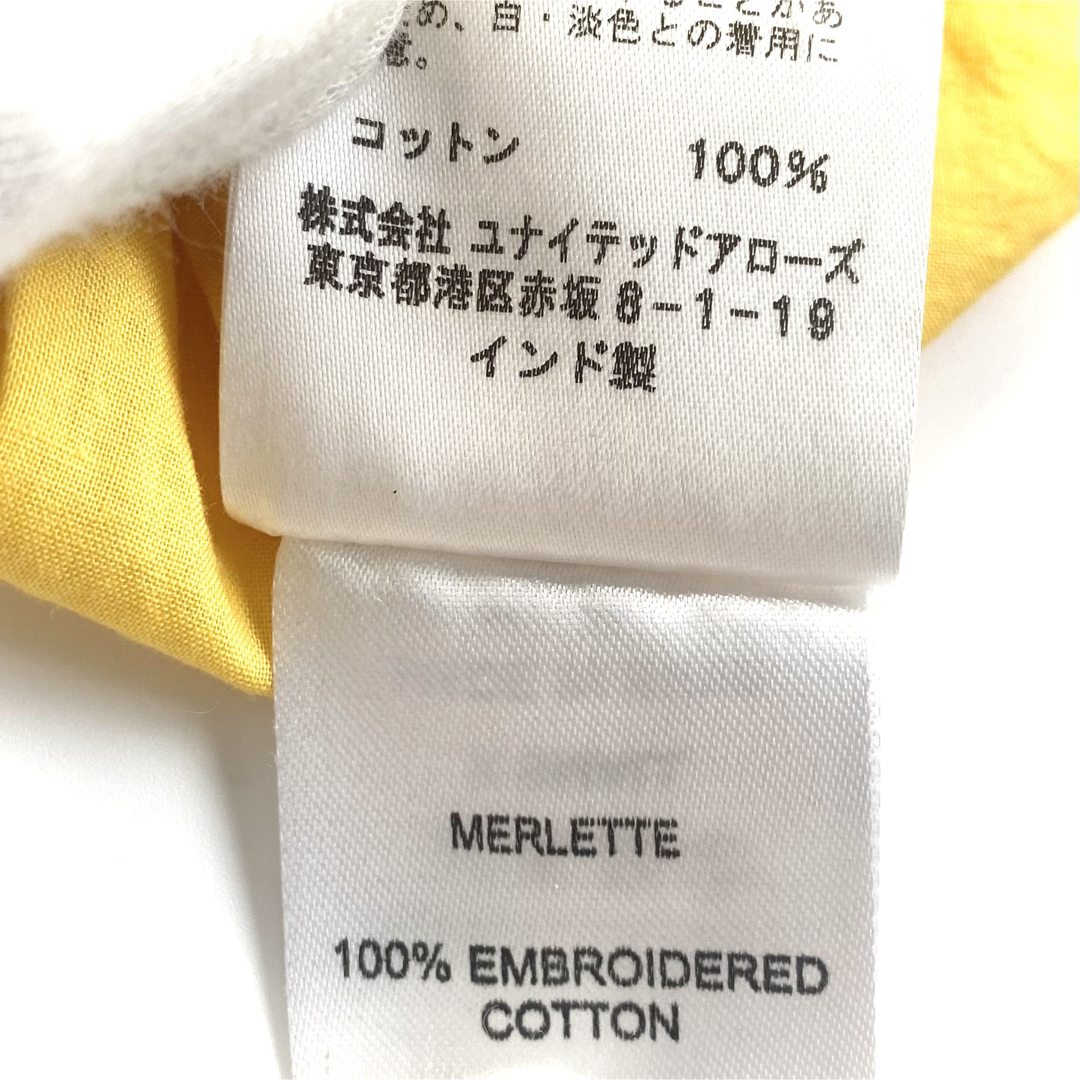 め、白・淡色との着用に
意。
コットン 100%
株式会社 ユナイテッドアローズ
東京都港区赤坂8-1-19
インド製
MERLETTE
100% EMBROIDERED
COTTON